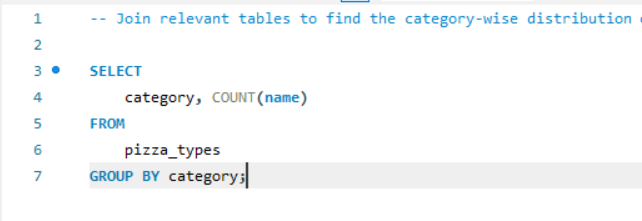 1 -- Join relevant tables to find the category-wise distribution
2
3 SELECT
4 category, COUNT(name)
5 FROM
6 pizza_types
7 GROUP BY category;